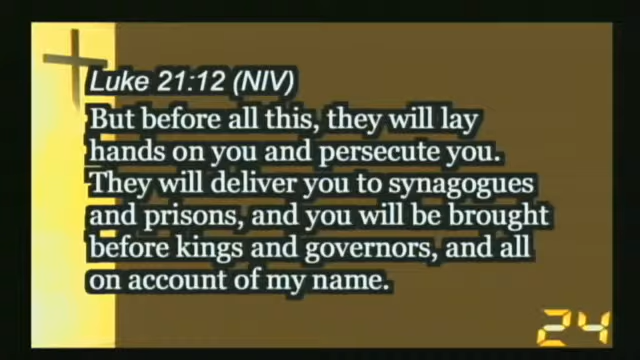 Luke 21:12 (NIV)
But before all this, they will lay
hands on you and persecute you.
They will deliver you to synagogues
and prisons, and you will be brought
before kings and governors, and all
on account of my name.
24